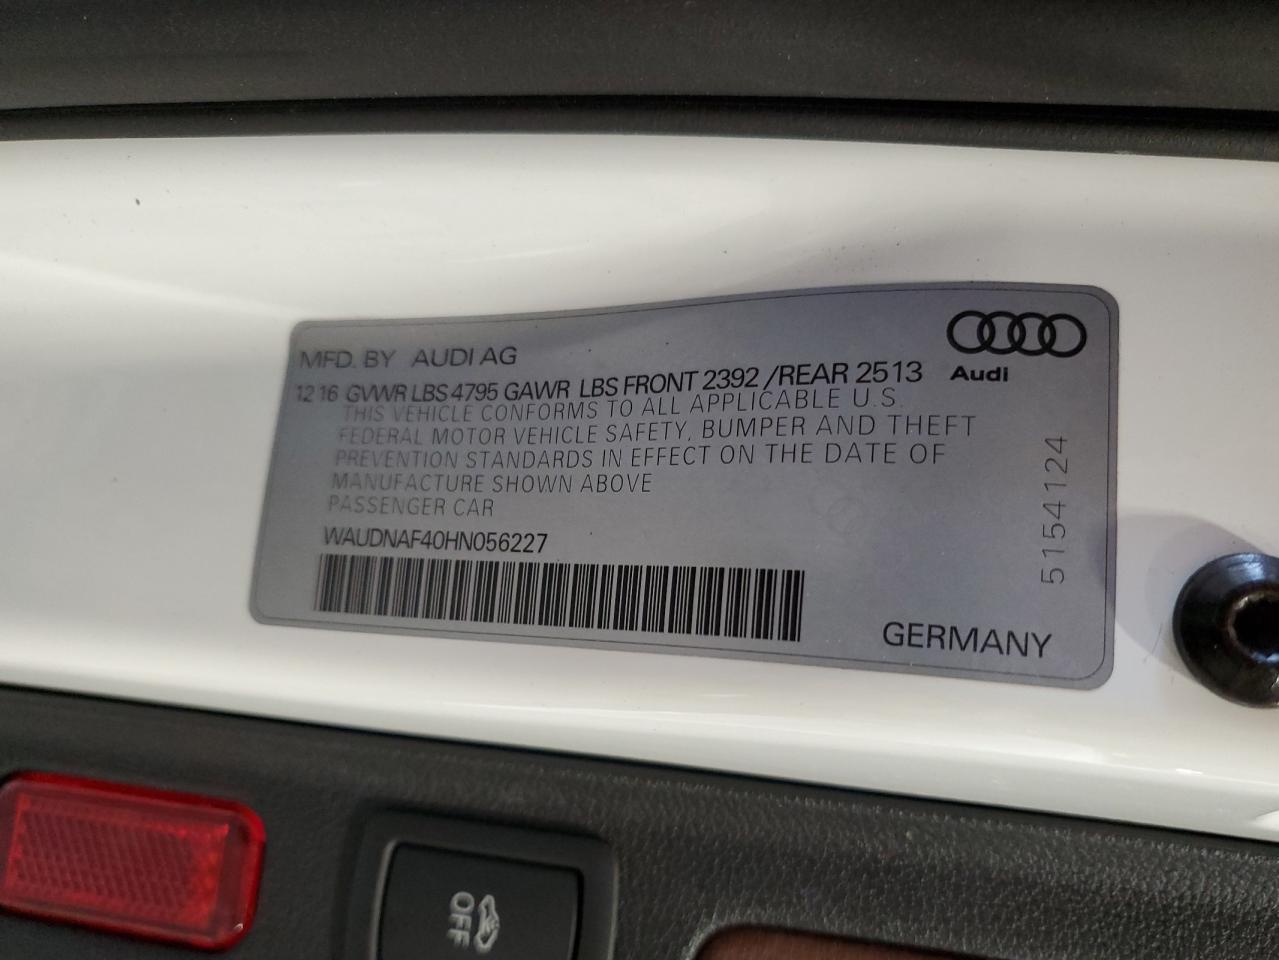 MFD. BY AUDI AG
12 16 GVWR LBS 4795 GAWR LBS FRONT 2392 /REAR 2513
Audi
THIS VEHICLE CONFORMS TO ALL APPLICABLE U.S.
FEDERAL MOTOR VEHICLE SAFETY, BUMPER AND THEFT
PREVENTION STANDARDS IN EFFECT ON THE DATE OF
MANUFACTURE SHOWN ABOVE
PASSENGER CAR
WAUDNAF40HN056227
5154124
GERMANY
OFF